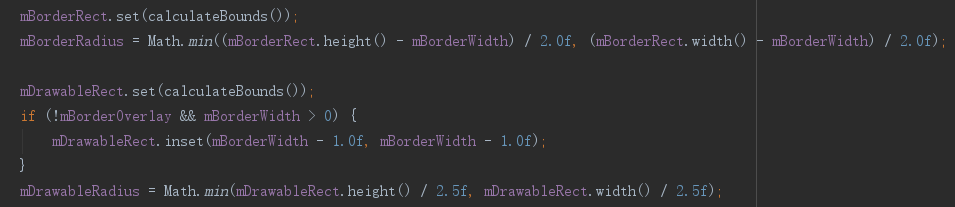 mBorderRect.set(calculateBounds());
mBorderRadius = Math.min((mBorderRect.height() - mBorderWidth) / 2.0f, (mBorderRect.width() - mBorderWidth) / 2.0f);
mDrawableRect.set(calculateBounds());
if (!mBorderOverlay && mBorderWidth > 0) {
mDrawableRect.inset(mBorderWidth - 1.0f, mBorderWidth - 1.0f);
}
mDrawableRadius = Math.min(mDrawableRect.height() / 2.5f, mDrawableRect.width() / 2.5f);